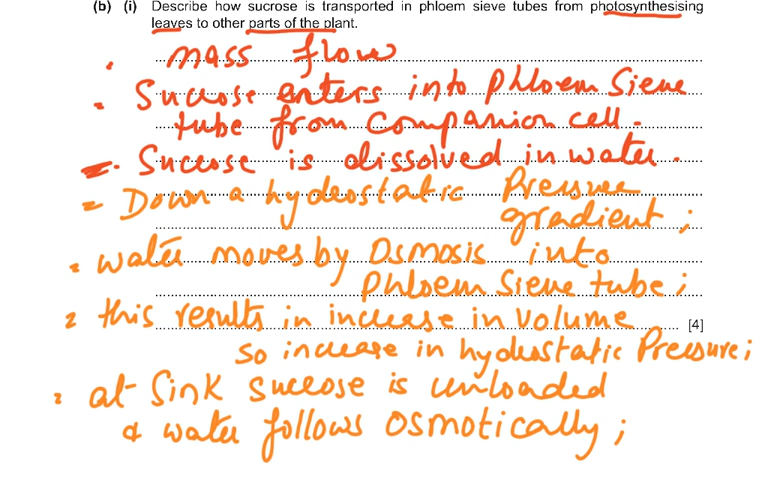 (b) (i) Describe how sucrose is transported in phloem sieve tubes from photosynthesising
leaves to other parts of the plant.
. mass flow
. Sucrose enters into Phloem Sieve
tube from Companion cell.
. Sucrose is dissolved in water.
Down a hydrostatic Pressure
gradient ;
. water moves by Osmosis into
Phloem Sieve tube ;
this results in increase in volume
[4]
so increase in hydrostatic Pressure ;
at sink sucrose is unloaded
& water follows osmotically ;